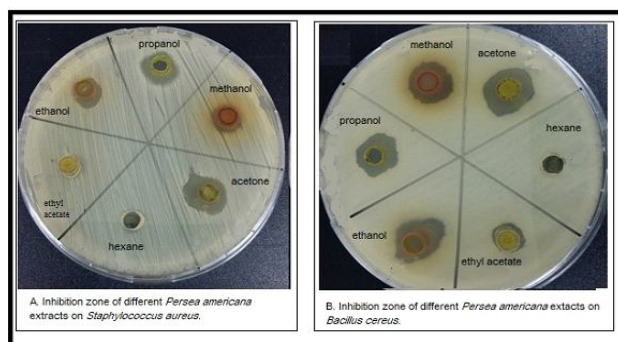 propanol
methanol
ethanol
ethyl
acetate
acetone
hexane
A. Inhibition zone of different Persea americana
extracts on Staphylococcus aureus.
methanol
acetone
propanol
hexane
ethanol
ethyl acetate
B. Inhibition zone of different Persea americana extacts on
Bacillus cereus.